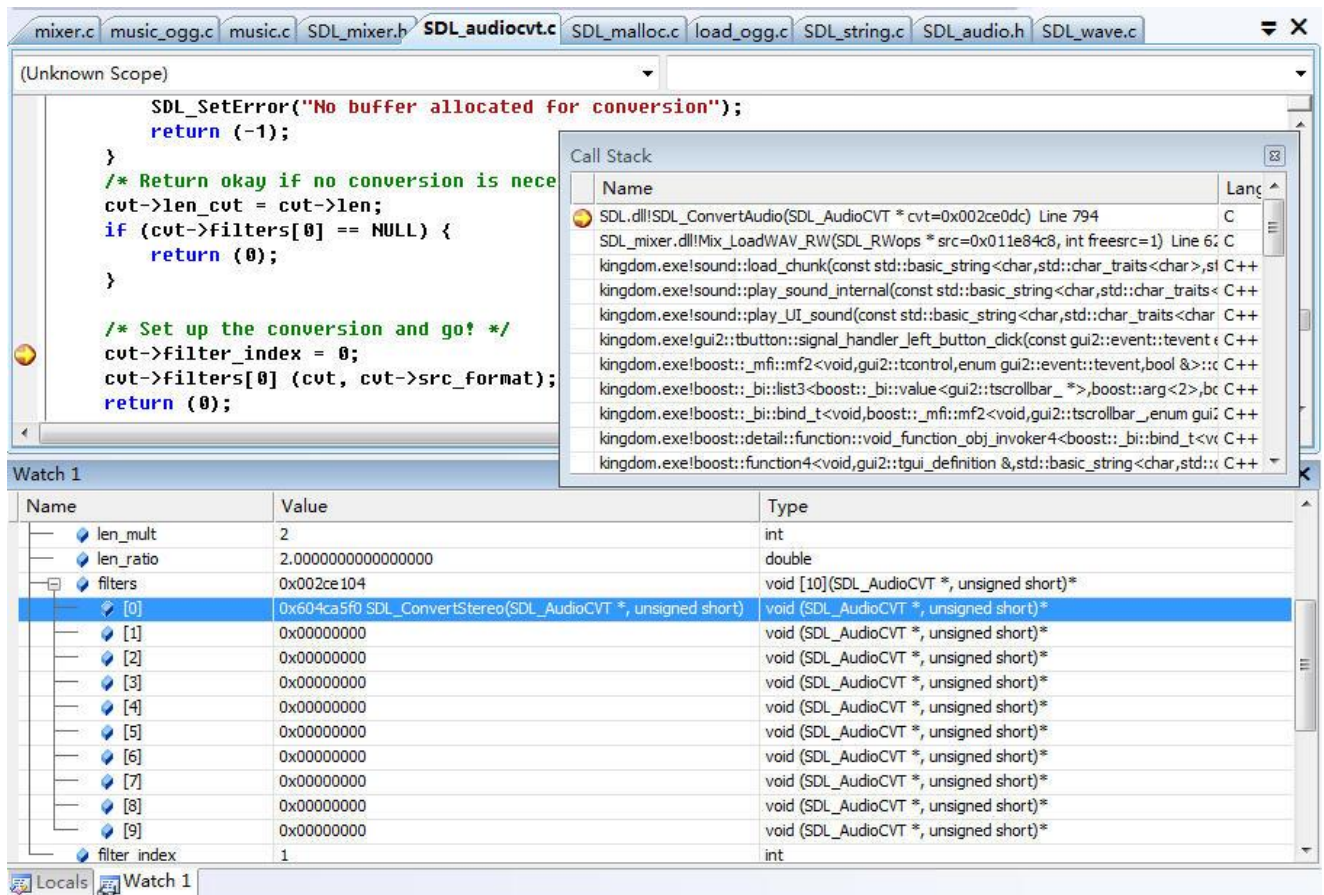 mixer.c music_ogg.c music.c SDL_mixer.h SDL_audiocvt.c SDL_malloc.c load_ogg.c SDL_string.c SDL_audio.h SDL_wave.c
(Unknown Scope)
SDL_SetError("No buffer allocated for conversion");
return (-1);
}
/* Return okay if no conversion is nece
cvt->len_cvt = cvt->len;
if (cvt->filters[0] == NULL) {
return (0);
}
/* Set up the conversion and go! */
cvt->filter_index = 0;
cvt->filters[0] (cvt, cvt->src_format);
return (0);
Call Stack
Name Lang
SDL.dll!SDL_ConvertAudio(SDL_AudioCVT * cvt=0x002ce0dc) Line 794 C
SDL_mixer.dll!Mix_LoadWAV_RW(SDL_RWops * src=0x011e84c8, int freesrc=1) Line 62 C
kingdom.exe!sound::load_chunk(const std::basic_string<char,std::char_traits<char>,st C++
kingdom.exe!sound::play_sound_internal(const std::basic_string<char,std::char_traits< C++
kingdom.exe!sound::play_UI_sound(const std::basic_string<char,std::char_traits<char C++
kingdom.exe!gui2::tbutton::signal_handler_left_button_click(const gui2::event::tevent e C++
kingdom.exe!boost::_mfi::mf2<void,gui2::tcontrol,enum gui2::event::tevent,bool &>::c C++
kingdom.exe!boost::_bi::list3<boost::_bi::value<gui2::tscrollbar_ *>,boost::arg<2>,bo C++
kingdom.exe!boost::_bi::bind_t<void,boost::_mfi::mf2<void,gui2::tscrollbar_,enum gui2 C++
kingdom.exe!boost::detail::function::void_function_obj_invoker4<boost::_bi::bind_t<vo C++
kingdom.exe!boost::function4<void,gui2::tgui_definition &,std::basic_string<char,std::c C++
Watch 1
Name Value Type
len_mult 2 int
len_ratio 2.0000000000000000 double
filters 0x002ce104 void [10](SDL_AudioCVT *, unsigned short)*
[0] 0x604ca5f0 SDL_ConvertStereo(SDL_AudioCVT *, unsigned short) void (SDL_AudioCVT *, unsigned short)*
[1] 0x00000000 void (SDL_AudioCVT *, unsigned short)*
[2] 0x00000000 void (SDL_AudioCVT *, unsigned short)*
[3] 0x00000000 void (SDL_AudioCVT *, unsigned short)*
[4] 0x00000000 void (SDL_AudioCVT *, unsigned short)*
[5] 0x00000000 void (SDL_AudioCVT *, unsigned short)*
[6] 0x00000000 void (SDL_AudioCVT *, unsigned short)*
[7] 0x00000000 void (SDL_AudioCVT *, unsigned short)*
[8] 0x00000000 void (SDL_AudioCVT *, unsigned short)*
[9] 0x00000000 void (SDL_AudioCVT *, unsigned short)*
filter_index 1 int
Locals Watch 1